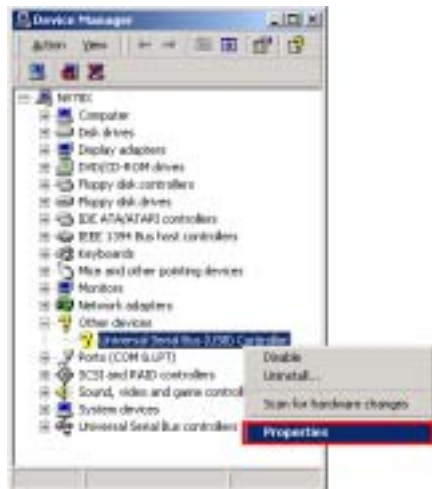 Device Manager
Action View
Computer
Disk drives
Display adapters
DVD/CD-ROM drives
Floppy disk controllers
Floppy disk drives
IDE ATA/ATAPI controllers
IEEE 1394 Bus host controllers
Keyboards
Mice and other pointing devices
Monitors
Network adapters
Other devices
Universal Serial Bus (USB) Controller
Ports (COM & LPT)
SCSI and RAID controllers
Sound, video and game control
System devices
Universal Serial Bus controllers
Disable
Uninstall...
Scan for hardware changes
Properties